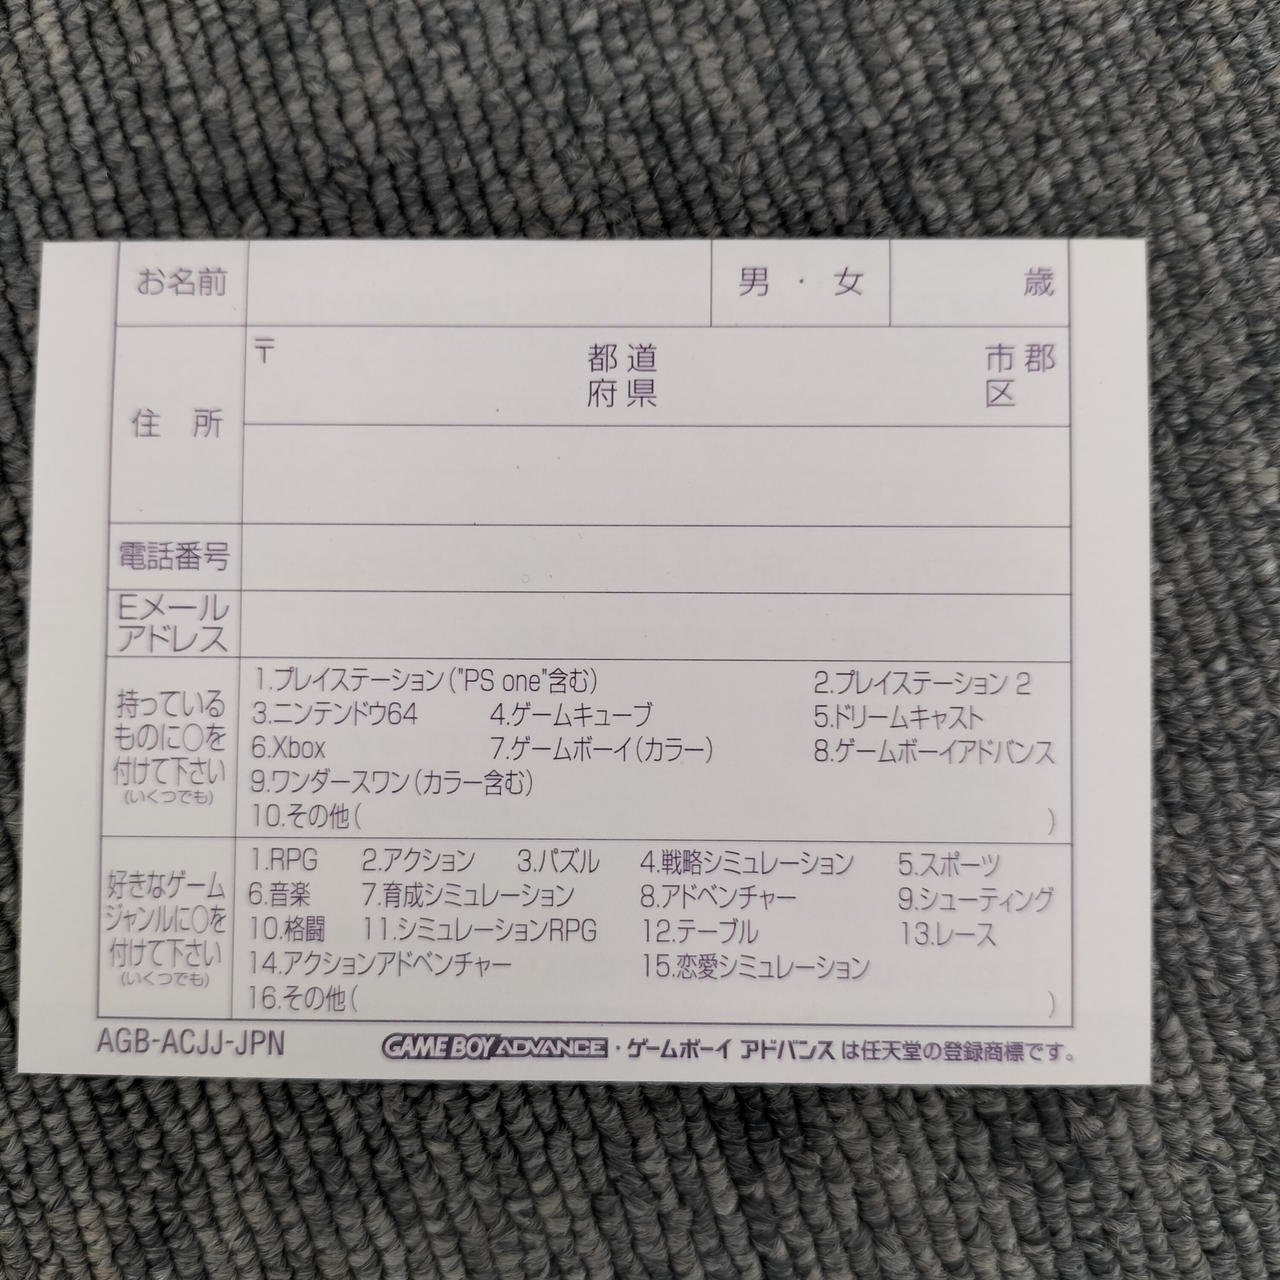 お名前 男・女 歳
〒 都道 市郡
府県 区
住所
電話番号
Eメール
アドレス
持っている
ものに○を
付けて下さい
(いくつでも)
1.プレイステーション("PS one"含む) 2.プレイステーション 2
3.ニンテンドウ64 4.ゲームキューブ 5.ドリームキャスト
6.Xbox 7.ゲームボーイ(カラー) 8.ゲームボーイアドバンス
9.ワンダースワン(カラー含む)
10.その他( )
好きなゲーム
ジャンルに○を
付けて下さい
(いくつでも)
1.RPG 2.アクション 3.パズル 4.戦略シミュレーション 5.スポーツ
6.音楽 7.育成シミュレーション 8.アドベンチャー 9.シューティング
10.格闘 11.シミュレーションRPG 12.テーブル 13.レース
14.アクションアドベンチャー 15.恋愛シミュレーション
16.その他( )
AGB-ACJJ-JPN GAME BOY ADVANCE・ゲームボーイ アドバンスは任天堂の登録商標です。